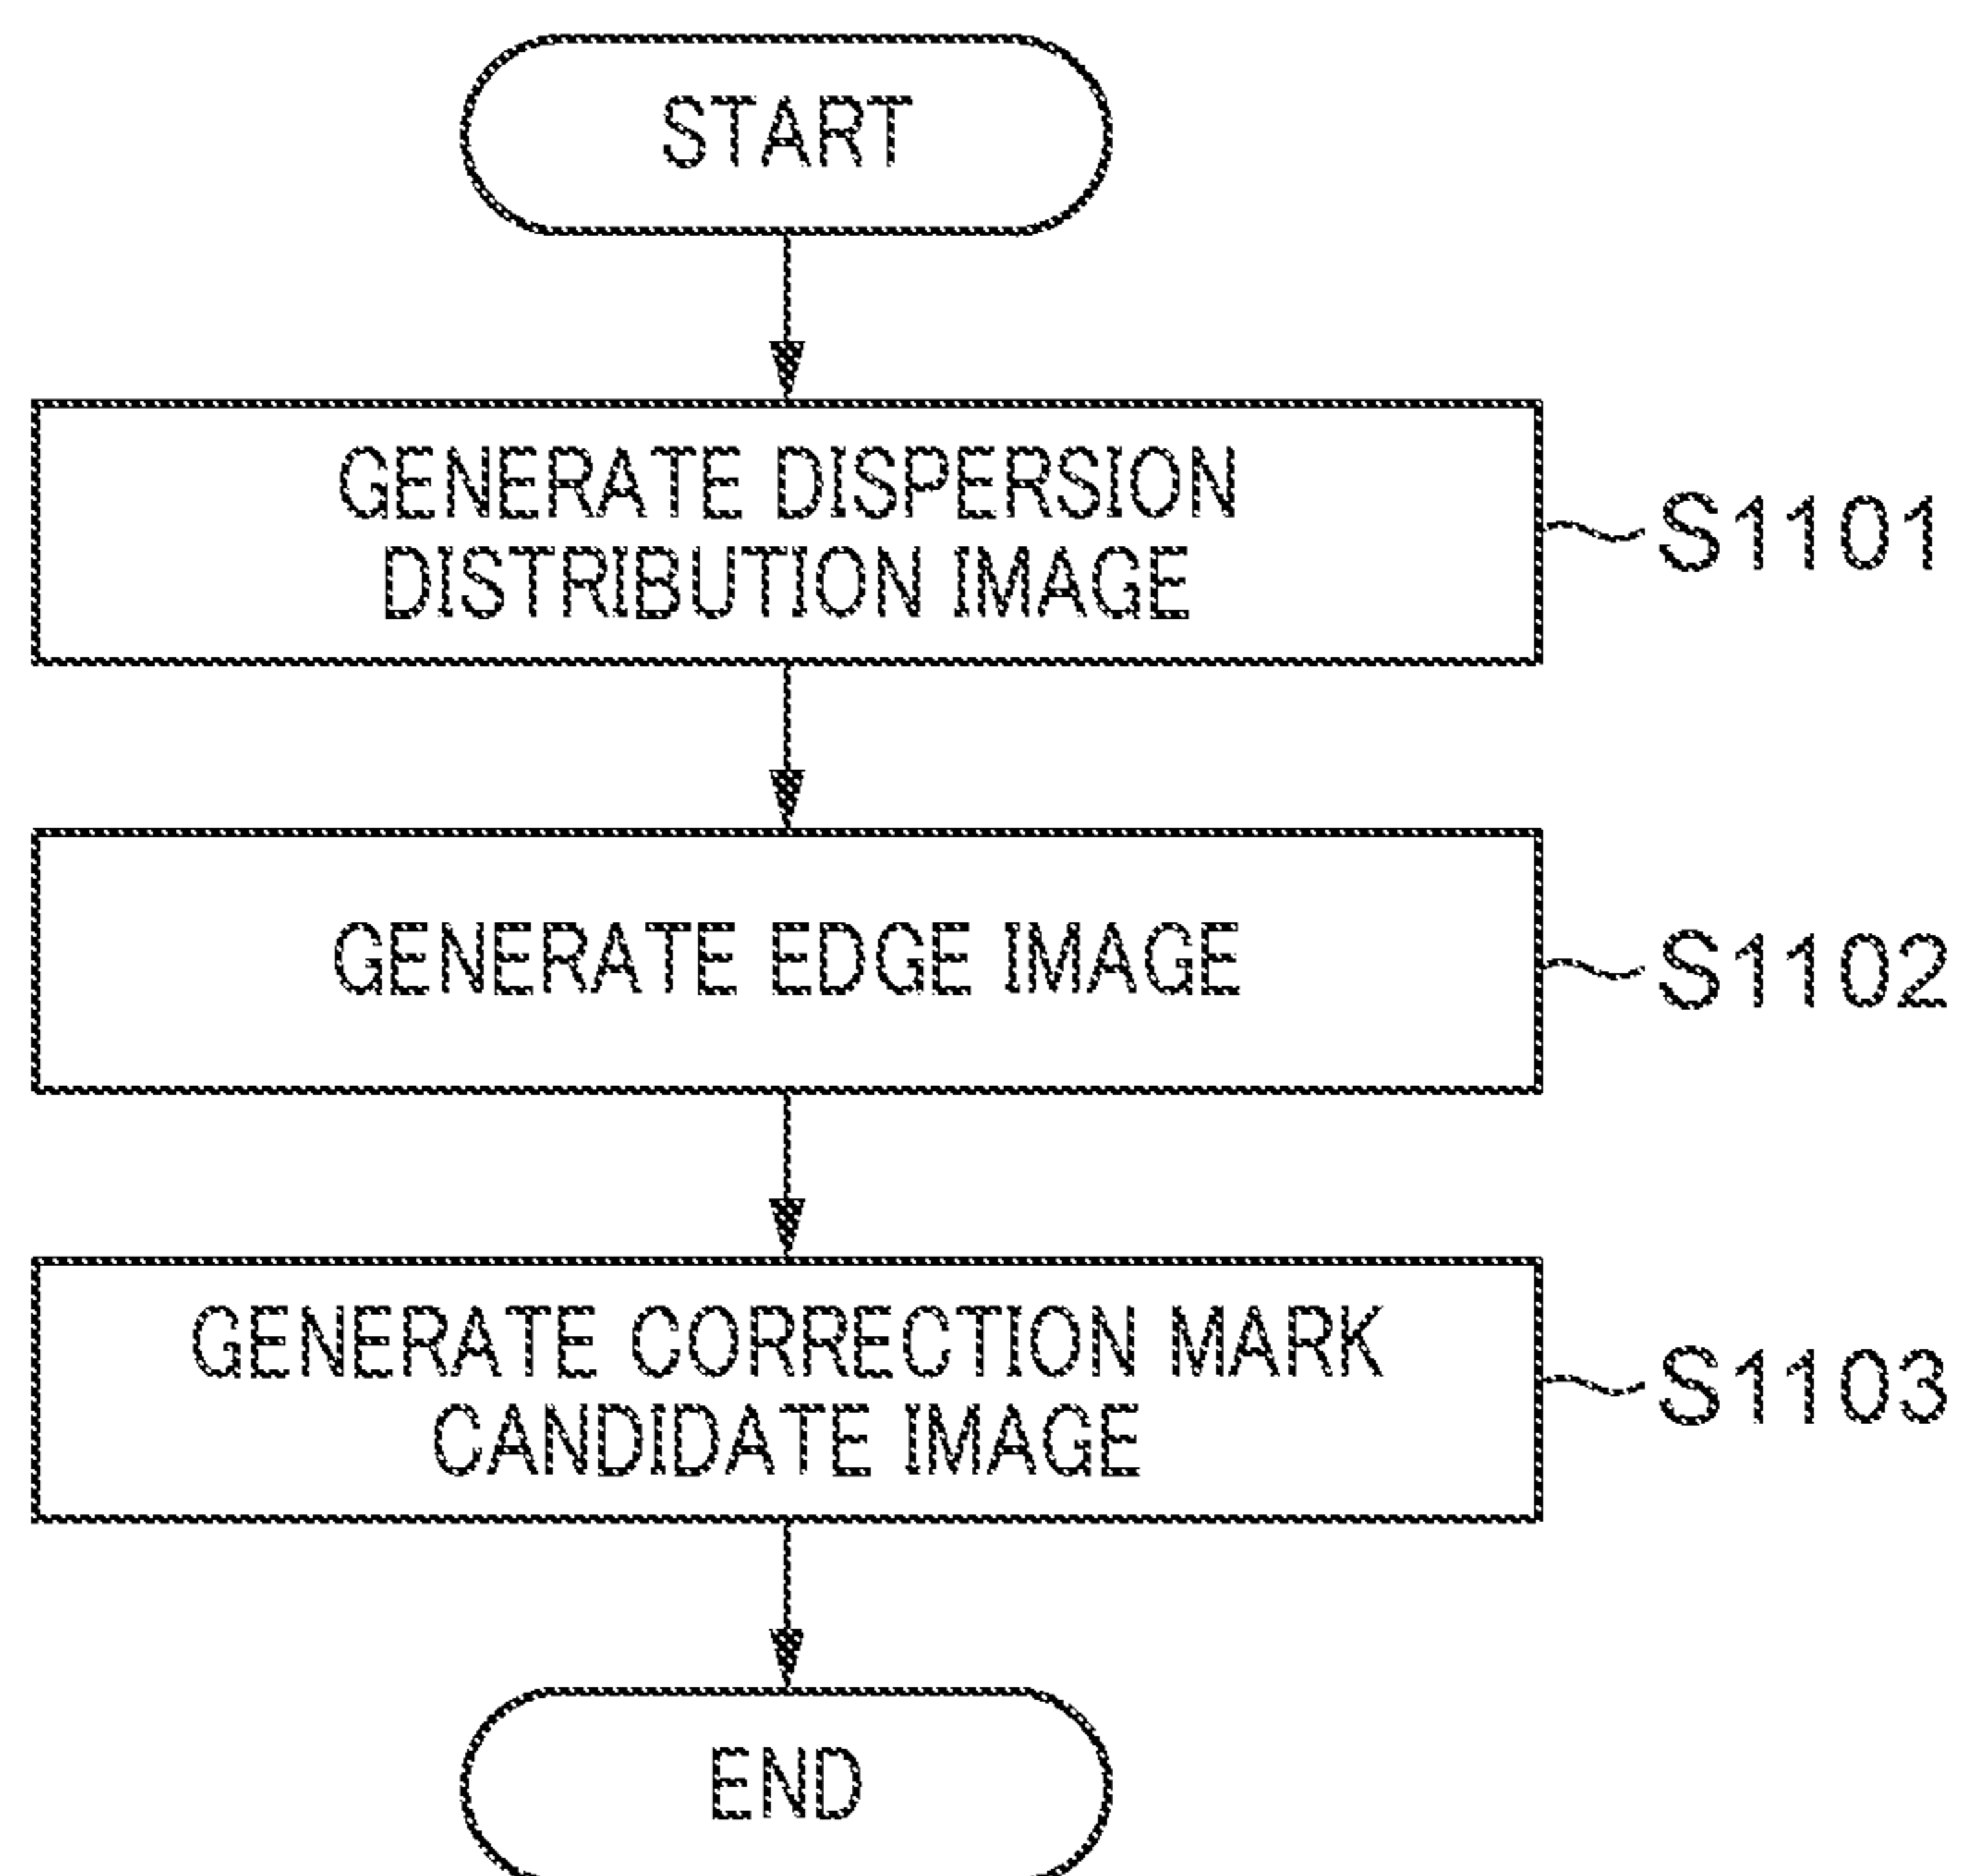 START
GENERATE DISPERSION
DISTRIBUTION IMAGE
S1101
GENERATE EDGE IMAGE
S1102
GENERATE CORRECTION MARK
CANDIDATE IMAGE
S1103
END